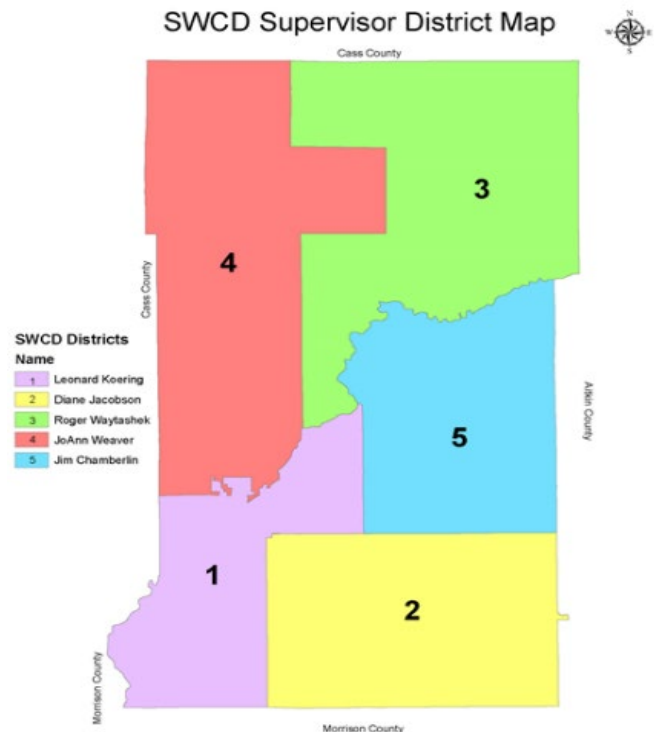 SWCD Supervisor District Map
N
W E
S
Cass County
3
4
Cass County
SWCD Districts
Name
1 Leonard Koering
2 Diane Jacobson
3 Roger Waytashek
4 JoAnn Weaver
5 Jim Chamberlin
Aitkin County
5
1
2
Morrison County
Morrison County